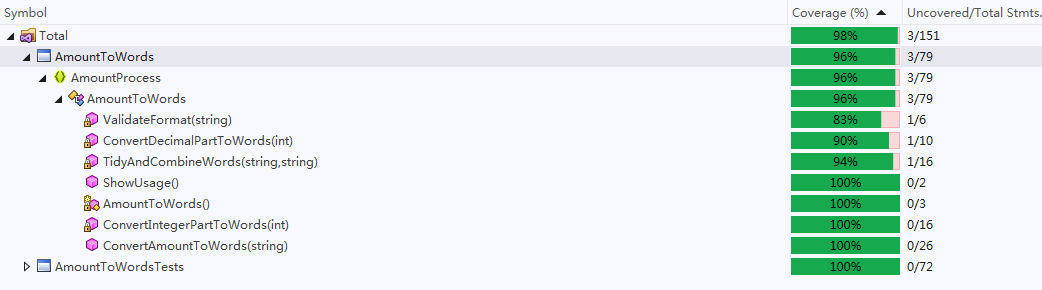 Symbol Coverage (%) Uncovered/Total Stmts.
Total 98% 3/151
AmountToWords 96% 3/79
AmountProcess 96% 3/79
AmountToWords 96% 3/79
ValidateFormat(string) 83% 1/6
ConvertDecimalPartToWords(int) 90% 1/10
TidyAndCombineWords(string,string) 94% 1/16
ShowUsage() 100% 0/2
AmountToWords() 100% 0/3
ConvertIntegerPartToWords(int) 100% 0/16
ConvertAmountToWords(string) 100% 0/26
AmountToWordsTests 100% 0/72